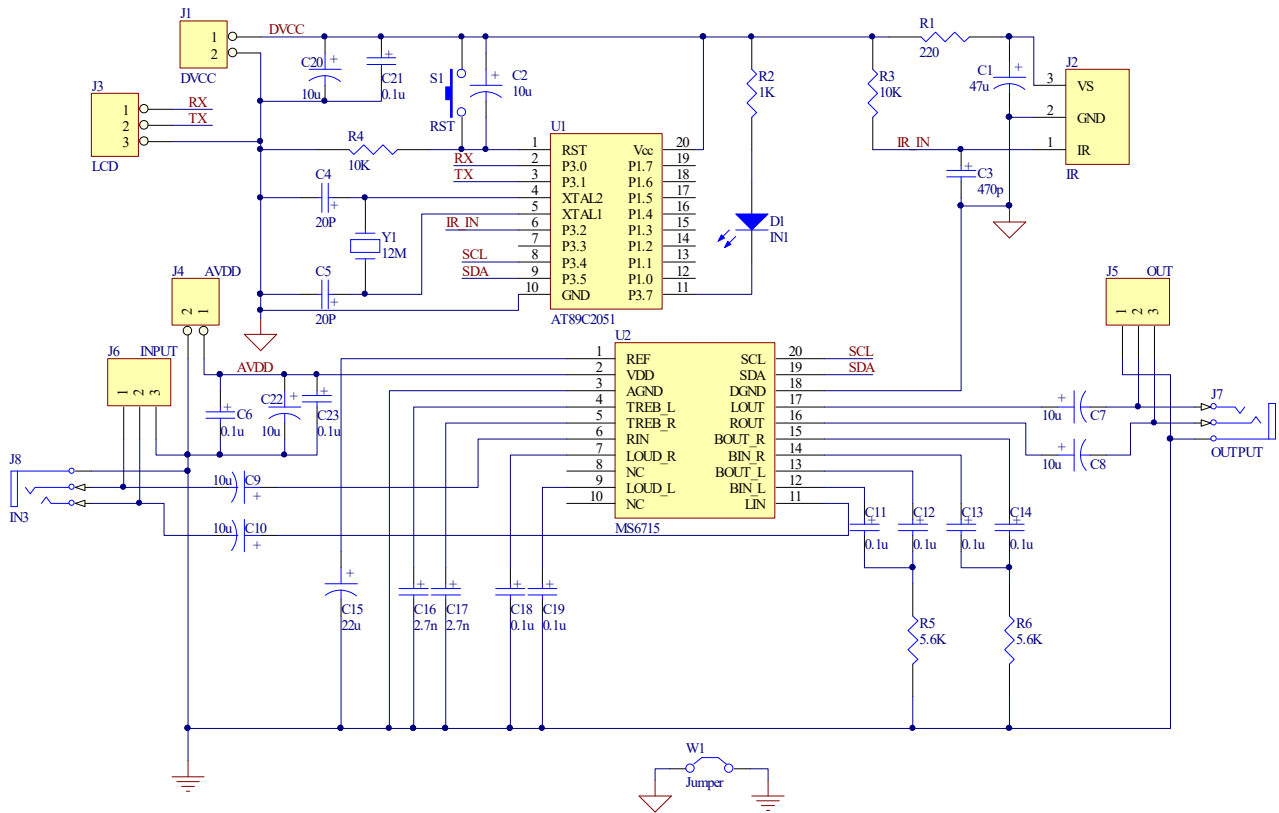 J1
1
2
DVCC
DVCC
J3
1
2
3
RX
TX
LCD
C20
10u
+
C21
0.1u
+
S1
RST
C2
10u
+
R4
10K
R1
220
R2
1K
R3
10K
C1
47u
+
J2
3 VS
2 GND
1 IR
IR
IR_IN
C3
470p
+
D1
IN1
U1
1 RST Vcc 20
2 P3.0 P1.7 19
3 P3.1 P1.6 18
4 XTAL2 P1.5 17
5 XTAL1 P1.4 16
6 P3.2 P1.3 15
7 P3.3 P1.2 14
8 P3.4 P1.1 13
9 P3.5 P1.0 12
10 GND P3.7 11
AT89C2051
RX
TX
IR_IN
SCL
SDA
C4
20P
+
Y1
12M
C5
20P
+
J4 AVDD
2 1
J6 INPUT
1 2 3
AVDD
C6
0.1u
+
C22
10u
+
C23
0.1u
+
J5 OUT
1 2 3
U2
1 REF SCL 20
2 VDD SDA 19
3 AGND DGND 18
4 TREB_L LOUT 17
5 TREB_R ROUT 16
6 RIN BOUT_R 15
7 LOUD_R BIN_R 14
8 NC BOUT_L 13
9 LOUD_L BIN_L 12
10 NC LIN 11
MS6715
SCL
SDA
+
10u C7
+
10u C8
J7
OUTPUT
J8
IN3
10u C9
+
10u C10
+
C11
0.1u
+
C12
0.1u
+
C13
0.1u
+
C14
0.1u
+
C15
22u
+
C16
2.7n
+
C17
2.7n
+
C18
0.1u
+
C19
0.1u
+
R5
5.6K
R6
5.6K
W1
Jumper